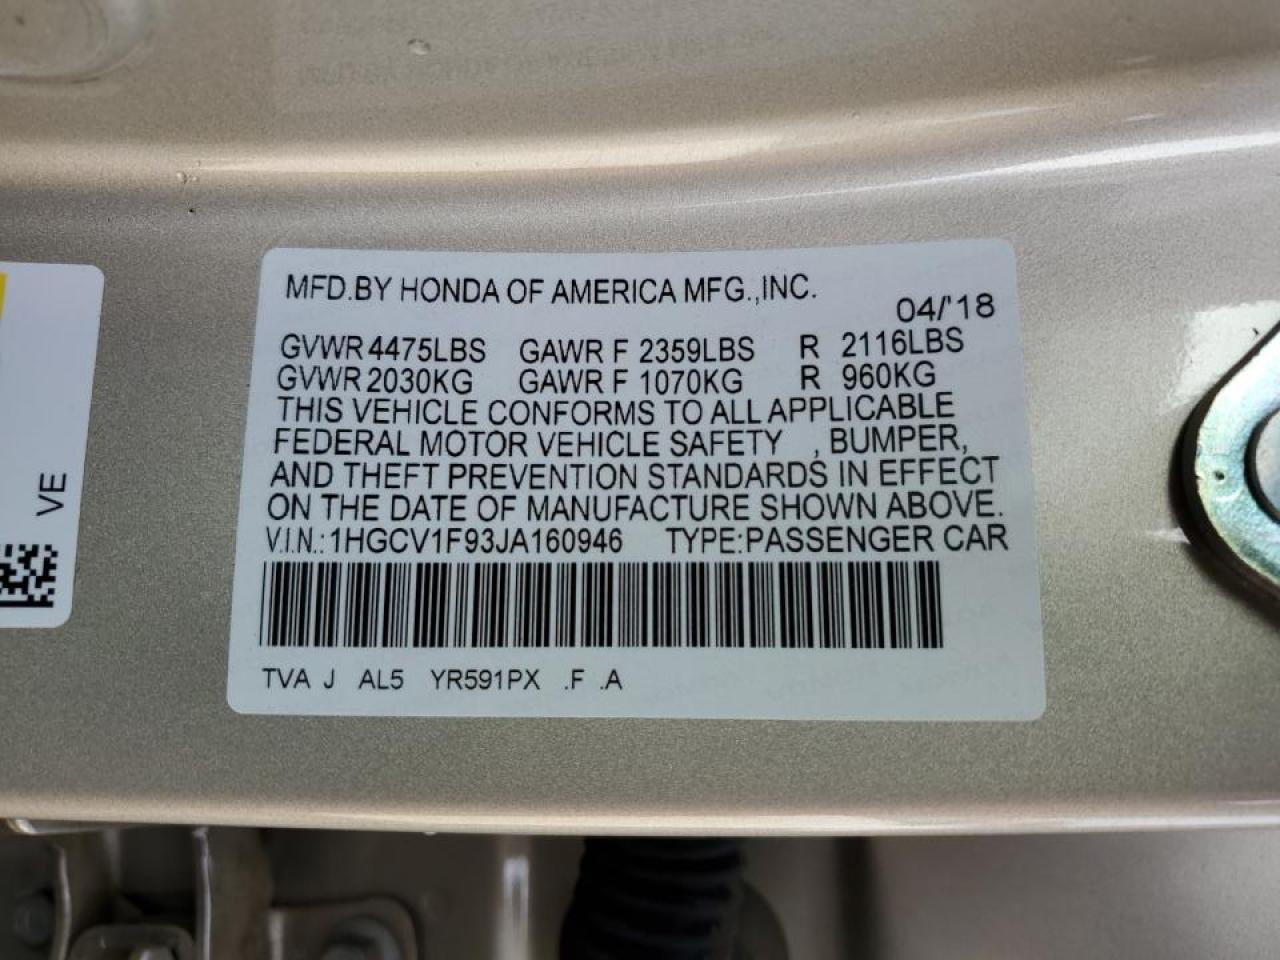 MFD.BY HONDA OF AMERICA MFG.,INC.
04/'18
GVWR 4475LBS GAWR F 2359LBS R 2116LBS
GVWR 2030KG GAWR F 1070KG R 960KG
THIS VEHICLE CONFORMS TO ALL APPLICABLE
FEDERAL MOTOR VEHICLE SAFETY , BUMPER,
AND THEFT PREVENTION STANDARDS IN EFFECT
ON THE DATE OF MANUFACTURE SHOWN ABOVE.
V.I.N.:1HGCV1F93JA160946 TYPE:PASSENGER CAR
TVA J AL5 YR591PX .F .A
VE